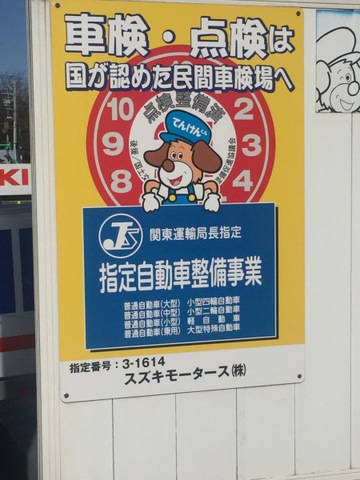 車検・点検は
国が認めた民間車検場へ
点検整備済
てんけんくん
10
9
8
2
3
4
関東運輸局長指定
指定自動車整備事業
普通自動車(大型) 小型四輪自動車
普通自動車(中型) 小型二輪自動車
普通自動車(小型) 軽自動車
普通自動車(乗用) 大型特殊自動車
指定番号:3-1614
スズキモータース(株)
KI